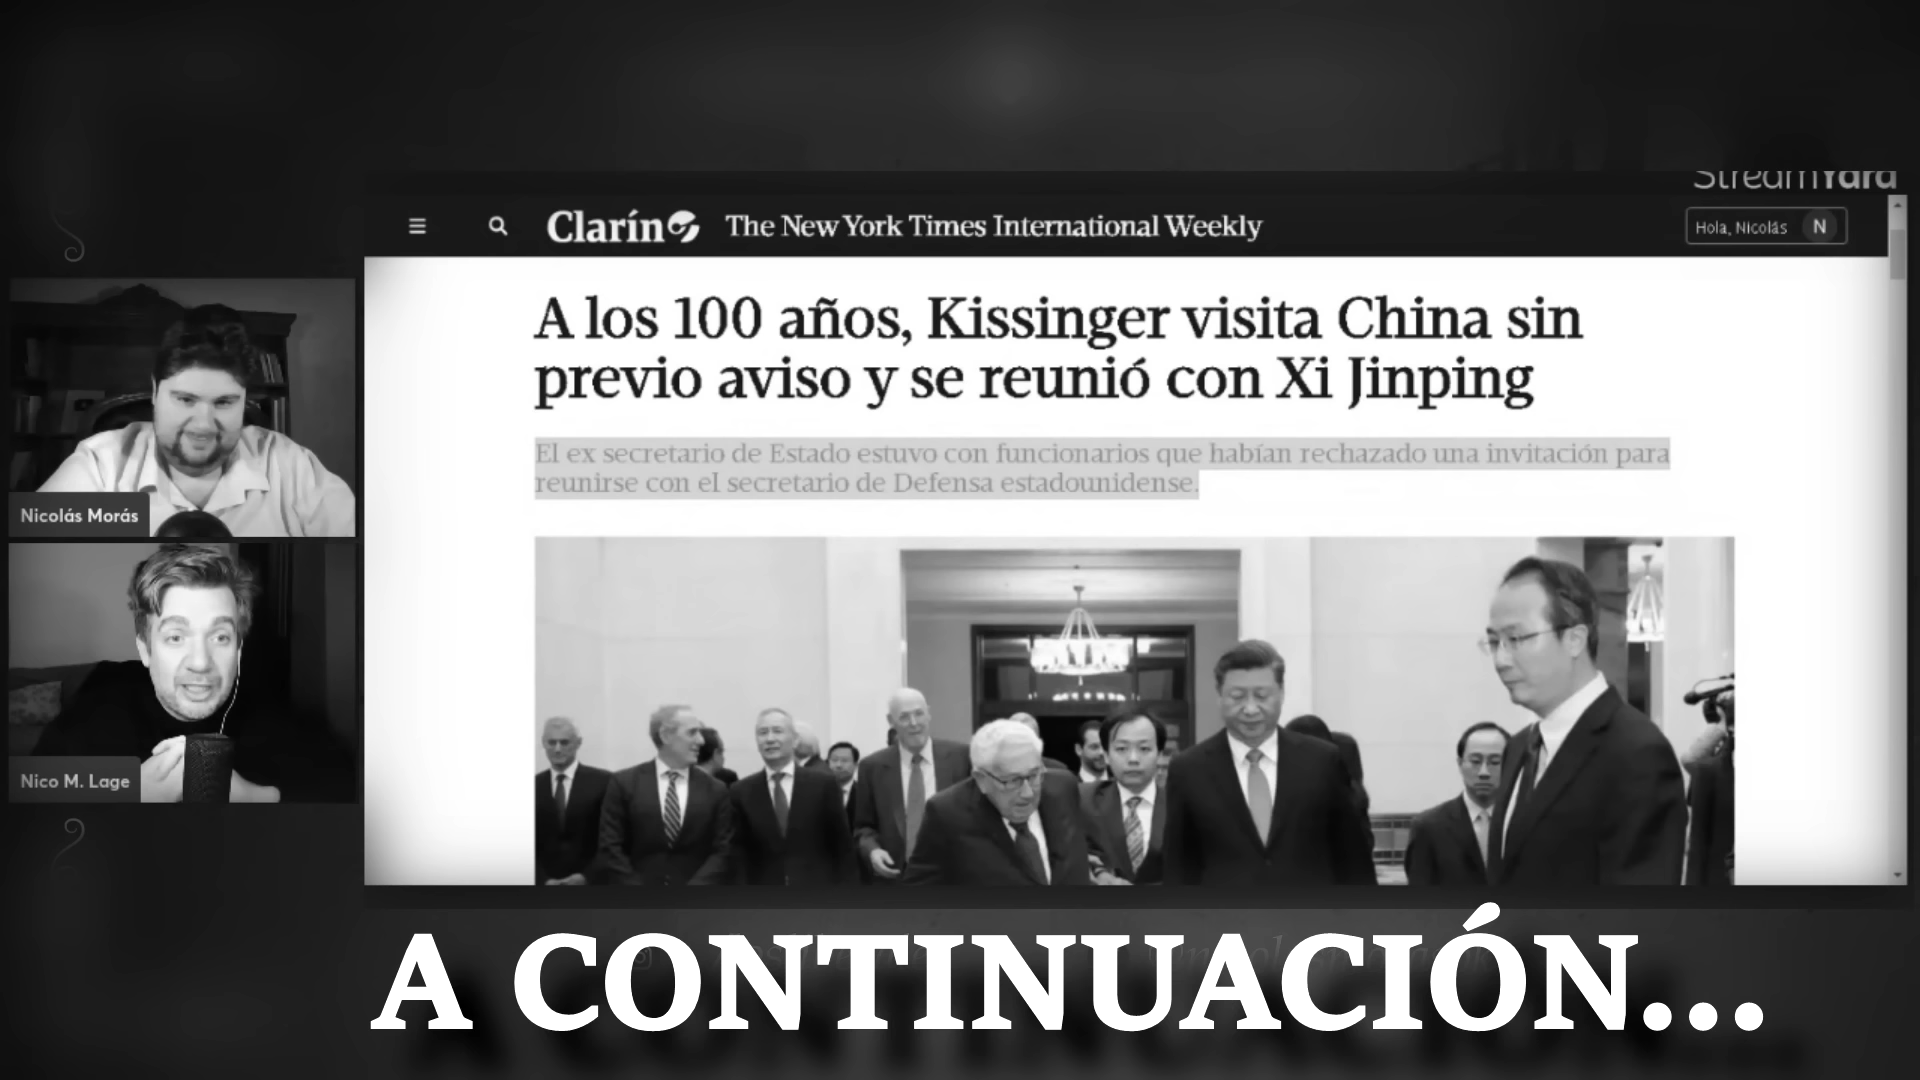 StreamYard
Clarín The New York Times International Weekly
Hola, Nicolás N
A los 100 años, Kissinger visita China sin
previo aviso y se reunió con Xi Jinping
El ex secretario de Estado estuvo con funcionarios que habían rechazado una invitación para
reunirse con el secretario de Defensa estadounidense.
Nicolás Morás
Nico M. Lage
A CONTINUACIÓN...